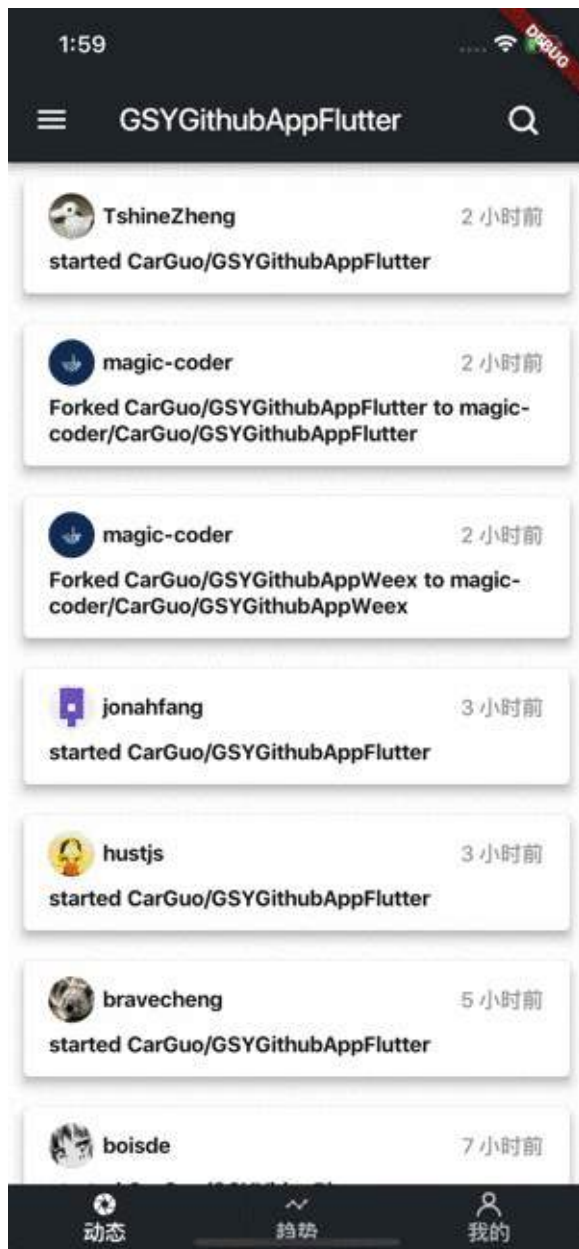 1:59
DEBUG
GSYGithubAppFlutter
TshineZheng
2 小时前
started CarGuo/GSYGithubAppFlutter
magic-coder
2 小时前
Forked CarGuo/GSYGithubAppFlutter to magic-
coder/CarGuo/GSYGithubAppFlutter
magic-coder
2 小时前
Forked CarGuo/GSYGithubAppWeex to magic-
coder/CarGuo/GSYGithubAppWeex
jonahfang
3 小时前
started CarGuo/GSYGithubAppFlutter
hustjs
3 小时前
started CarGuo/GSYGithubAppFlutter
bravecheng
5 小时前
started CarGuo/GSYGithubAppFlutter
boisde
7 小时前
动态
趋势
我的